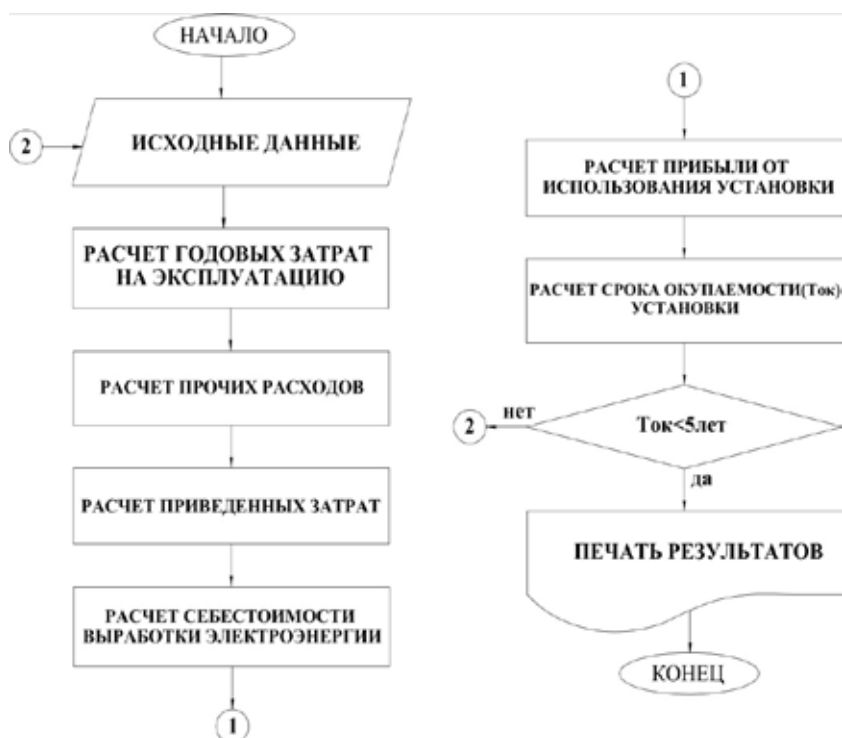 НАЧАЛО
2
ИСХОДНЫЕ ДАННЫЕ
РАСЧЕТ ГОДОВЫХ ЗАТРАТ
НА ЭКСПЛУАТАЦИЮ
РАСЧЕТ ПРОЧИХ РАСХОДОВ
РАСЧЕТ ПРИВЕДЕННЫХ ЗАТРАТ
РАСЧЕТ СЕБЕСТОИМОСТИ
ВЫРАБОТКИ ЭЛЕКТРОЭНЕРГИИ
1
1
РАСЧЕТ ПРИБЫЛИ ОТ
ИСПОЛЬЗОВАНИЯ УСТАНОВКИ
РАСЧЕТ СРОКА ОКУПАЕМОСТИ(Ток)
УСТАНОВКИ
2
нет
Ток<5лет
да
ПЕЧАТЬ РЕЗУЛЬТАТОВ
КОНЕЦ